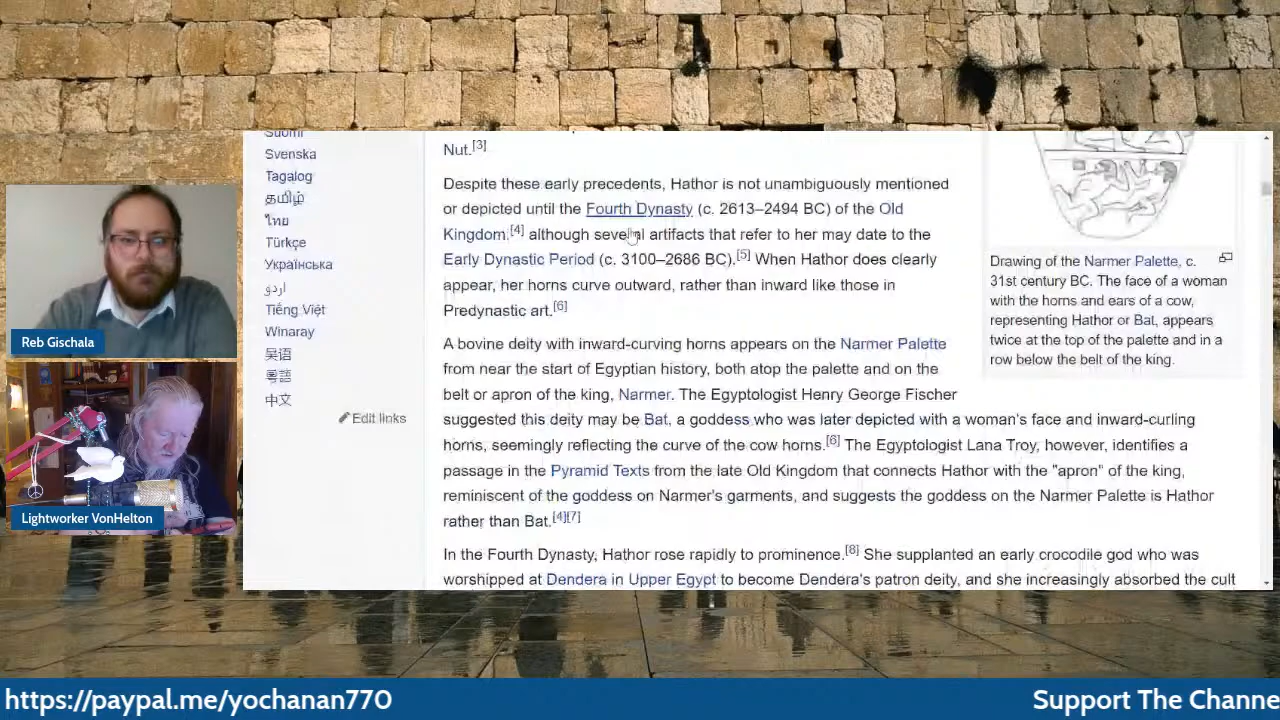 Suomi
Svenska
Tagalog
தமிழ்
ไทย
Türkçe
Українська
اردو
Tiếng Việt
Winaray
吴语
粵語
中文
Edit links
Nut.[3]
Despite these early precedents, Hathor is not unambiguously mentioned
or depicted until the Fourth Dynasty (c. 2613–2494 BC) of the Old
Kingdom,[4] although several artifacts that refer to her may date to the
Early Dynastic Period (c. 3100–2686 BC).[5] When Hathor does clearly
appear, her horns curve outward, rather than inward like those in
Predynastic art.[6]
A bovine deity with inward-curving horns appears on the Narmer Palette
from near the start of Egyptian history, both atop the palette and on the
belt or apron of the king, Narmer. The Egyptologist Henry George Fischer
suggested this deity may be Bat, a goddess who was later depicted with a woman's face and inward-curling
horns, seemingly reflecting the curve of the cow horns.[6] The Egyptologist Lana Troy, however, identifies a
passage in the Pyramid Texts from the late Old Kingdom that connects Hathor with the "apron" of the king,
reminiscent of the goddess on Narmer's garments, and suggests the goddess on the Narmer Palette is Hathor
rather than Bat.[4][7]
In the Fourth Dynasty, Hathor rose rapidly to prominence.[8] She supplanted an early crocodile god who was
worshipped at Dendera in Upper Egypt to become Dendera's patron deity, and she increasingly absorbed the cult
Drawing of the Narmer Palette, c.
31st century BC. The face of a woman
with the horns and ears of a cow,
representing Hathor or Bat, appears
twice at the top of the palette and in a
row below the belt of the king.
Reb Gischala
Lightworker VonHelton
https://paypal.me/yochanan770
Support The Channe